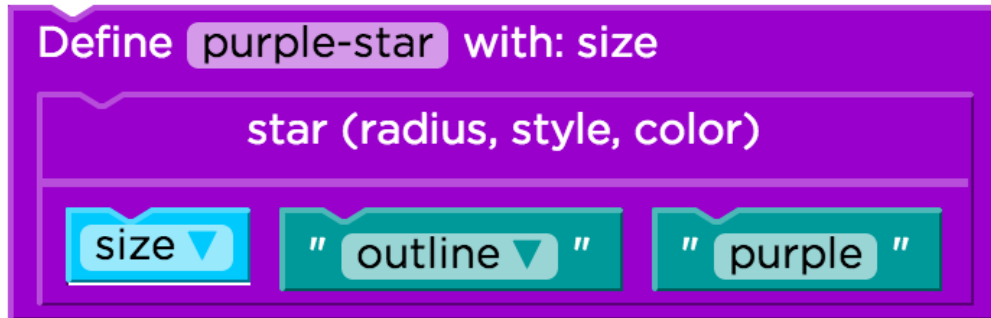 Define purple-star with: size
star (radius, style, color)
size ▼ " outline ▼ " " purple "